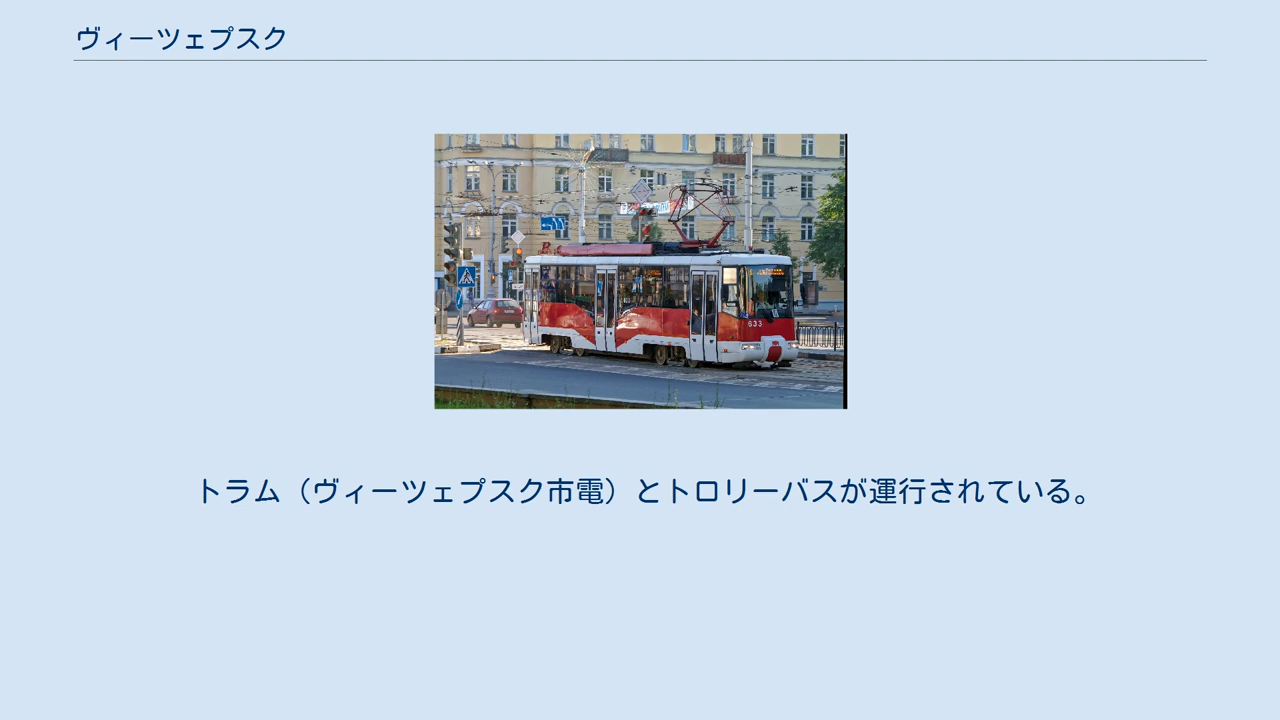 ヴィーツェプスク
633
トラム（ヴィーツェプスク市電）とトロリーバスが運行されている。